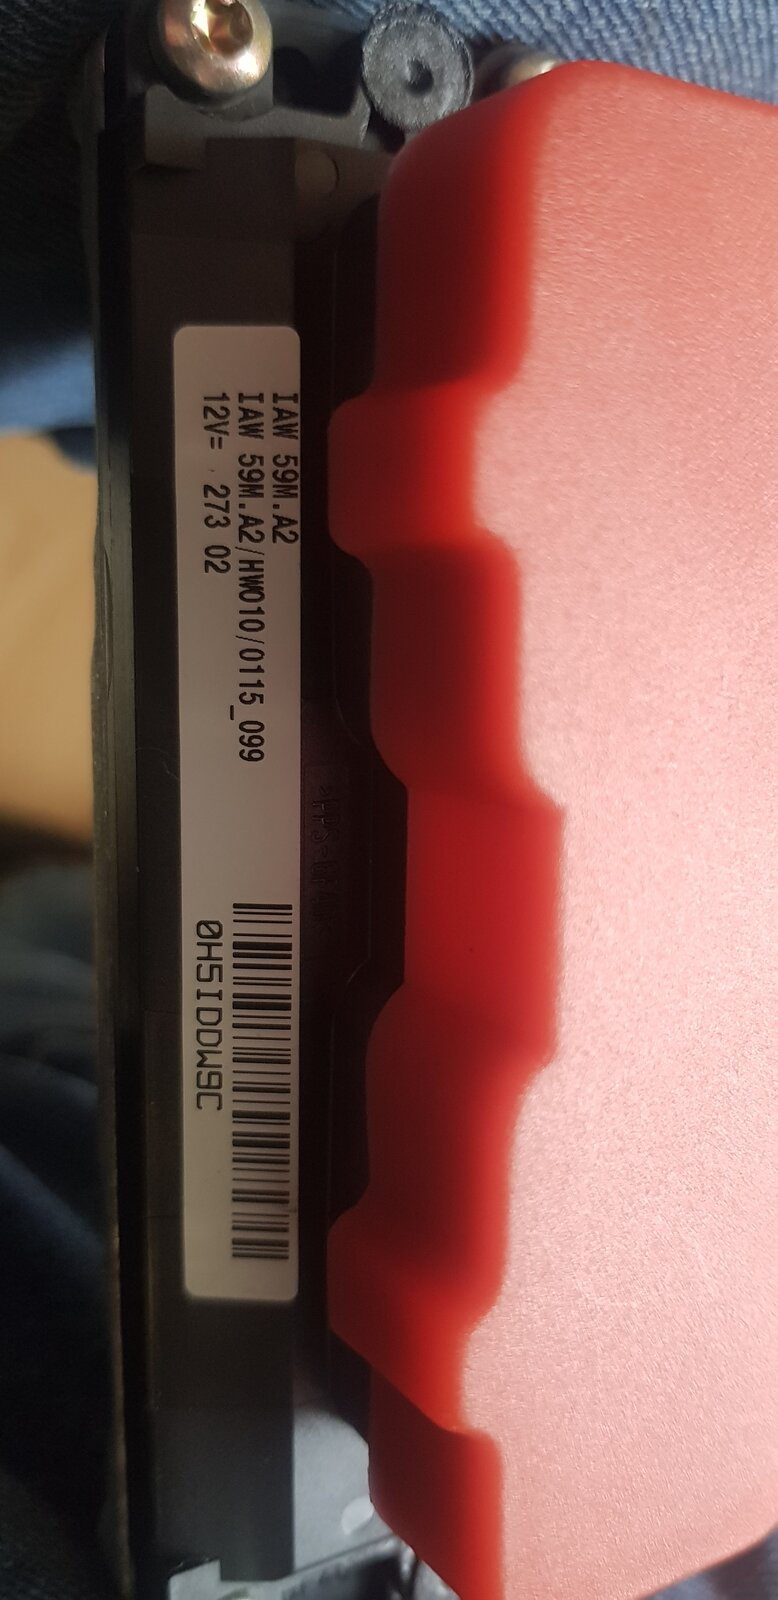 IAW 59M.A2
IAW 59M.A2/HW010/0115_099
12V= 273 02
0H5IDDW9C